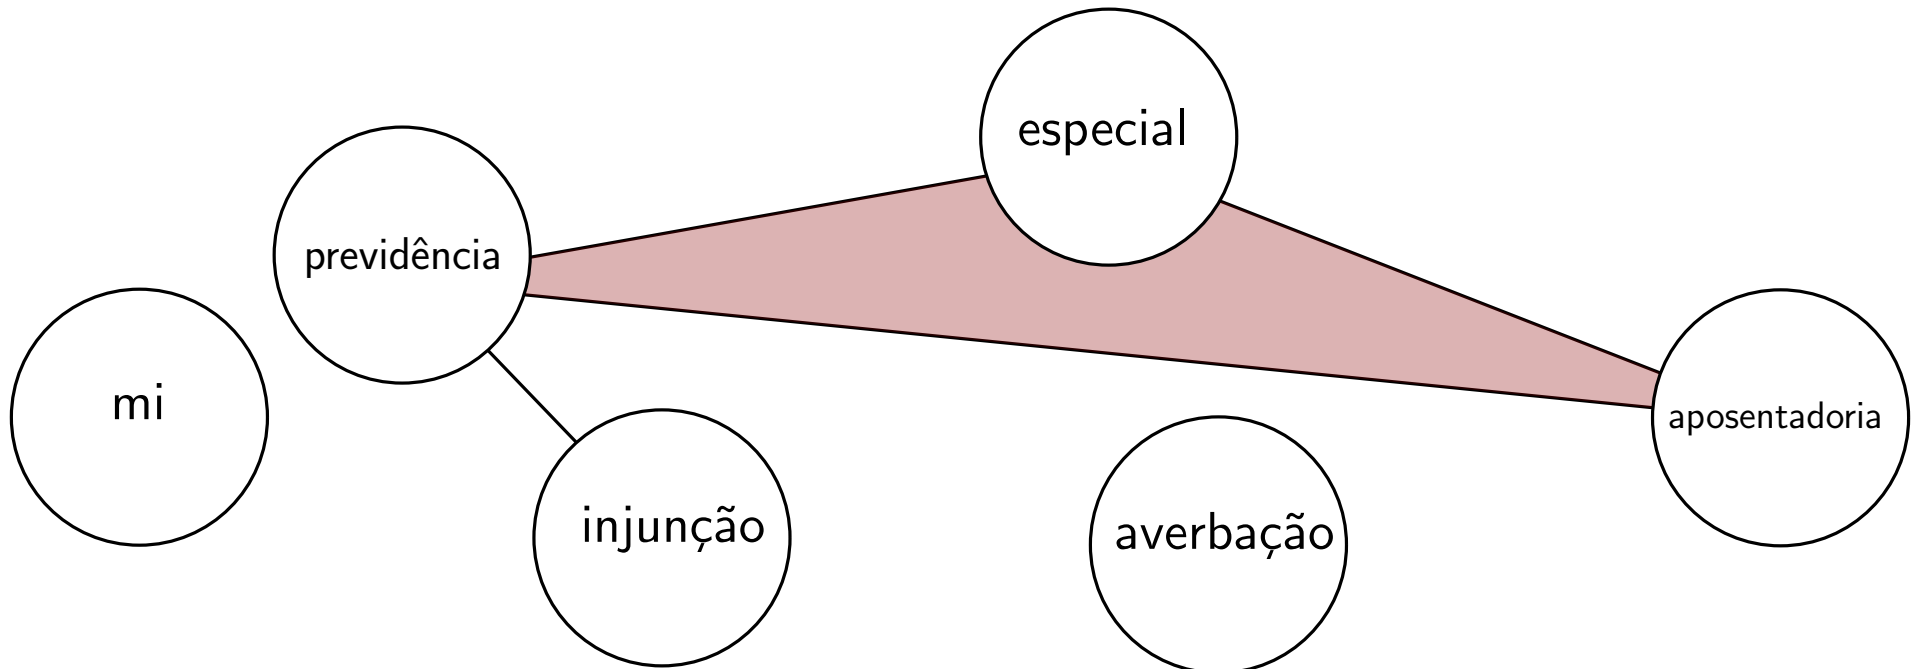 especial
previdência
mi
aposentadoria
injunção
averbação